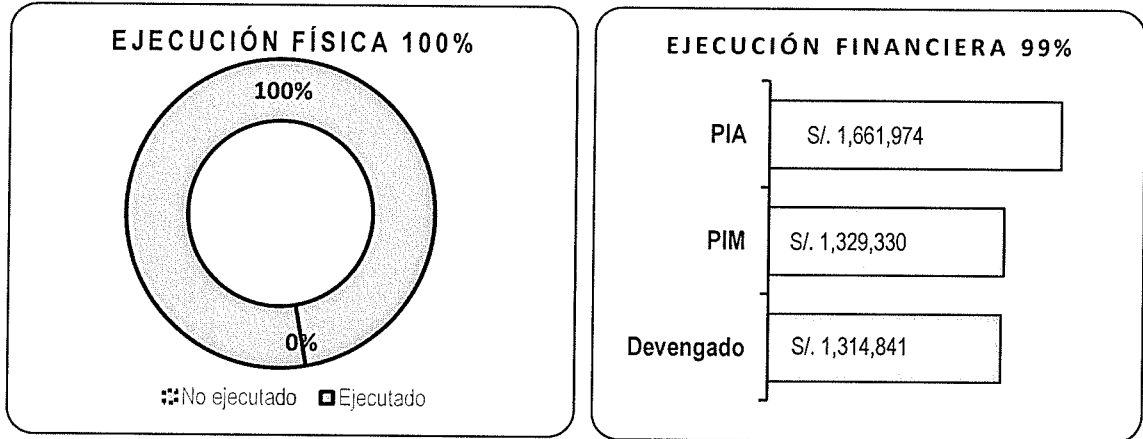 EJECUCIÓN FÍSICA 100%
100%
0%
No ejecutado Ejecutado
EJECUCIÓN FINANCIERA 99%
PIA S/. 1,661,974
PIM S/. 1,329,330
Devengado S/. 1,314,841